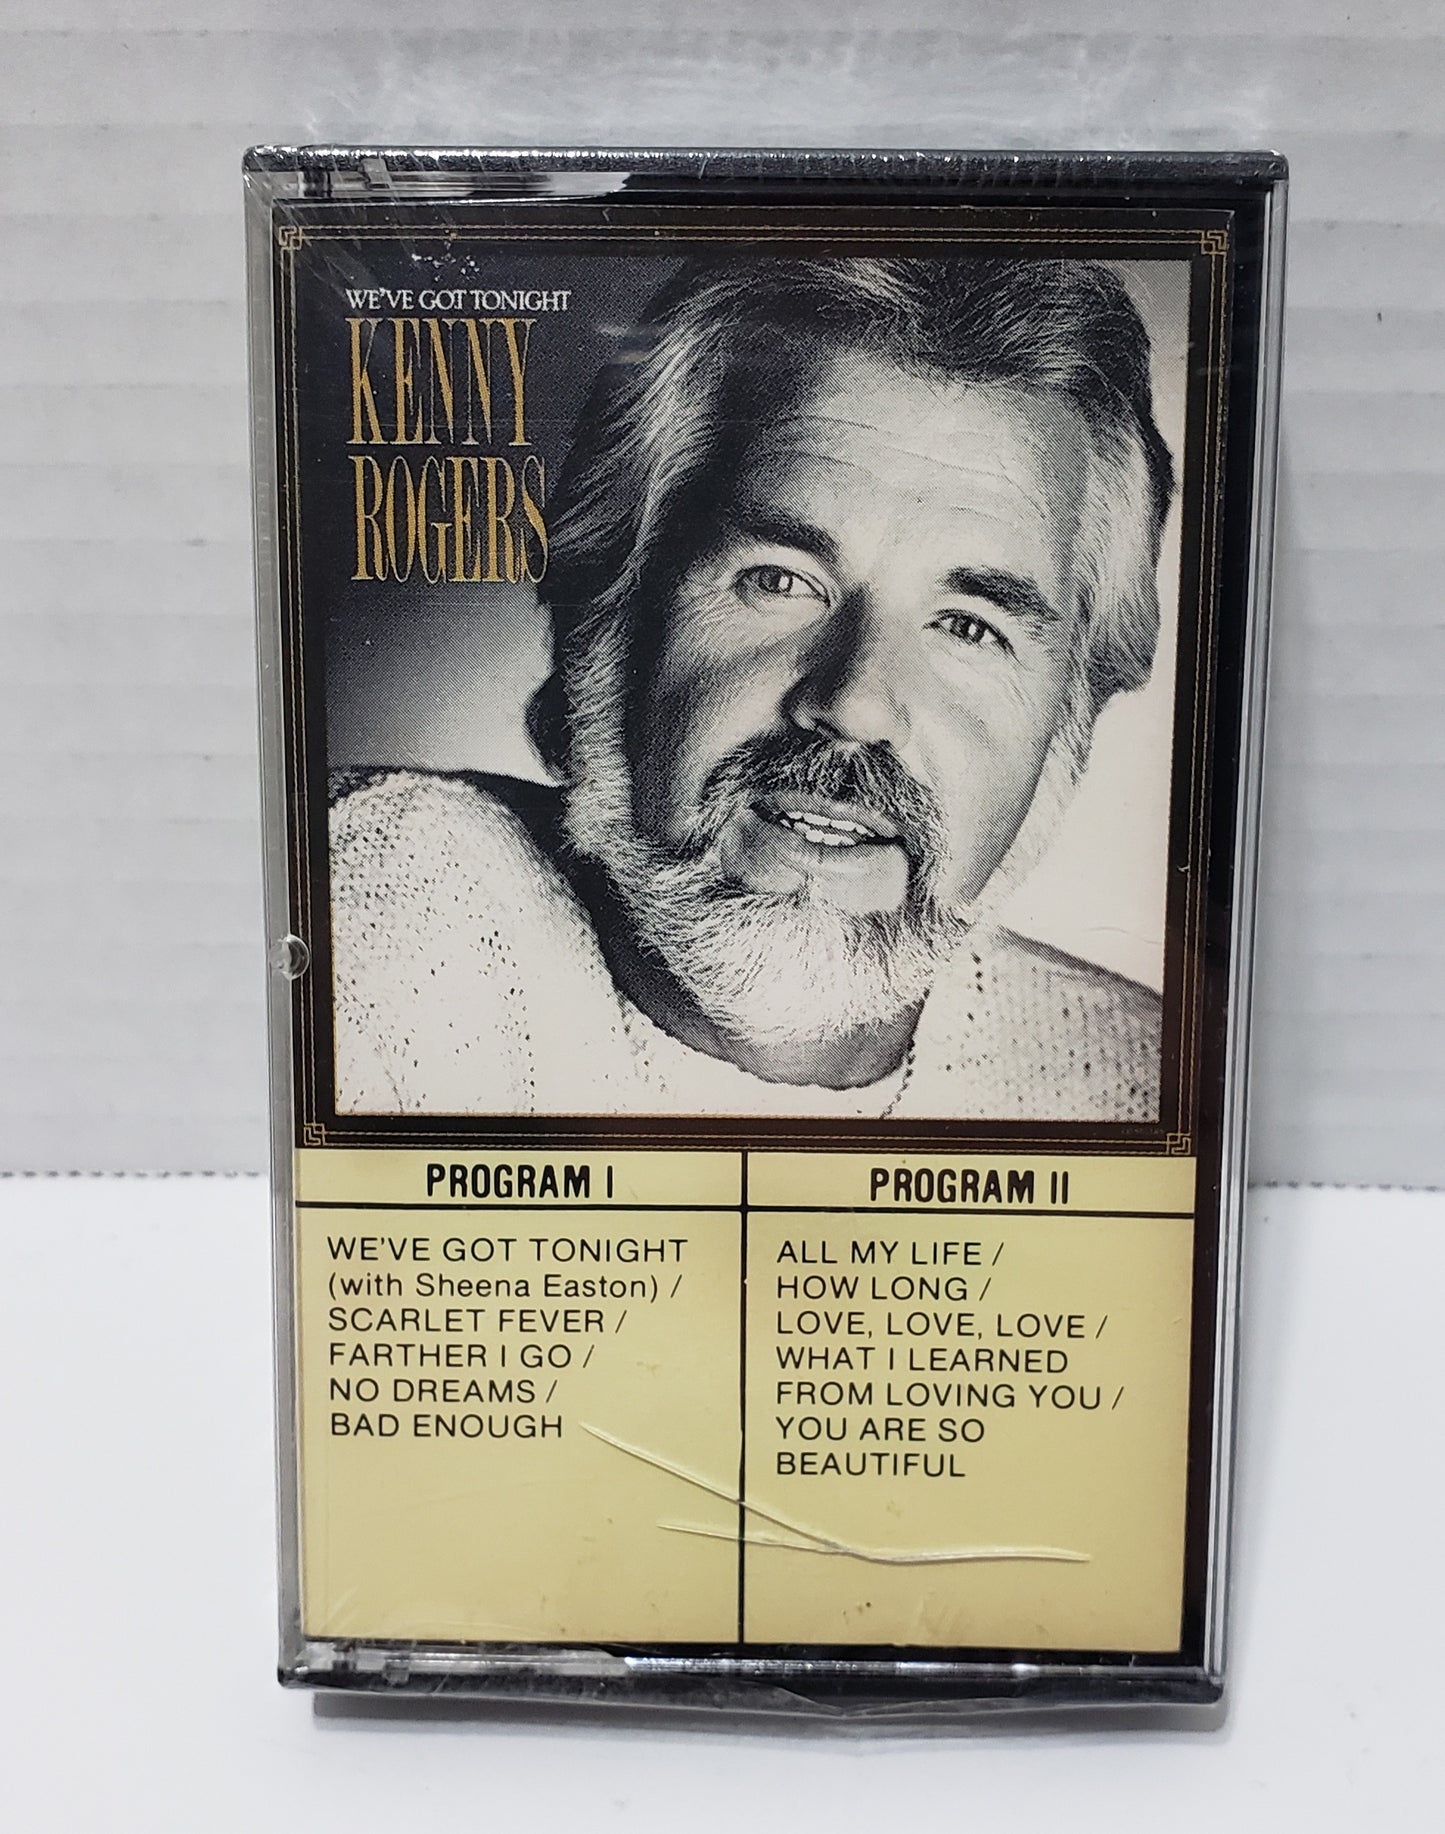 WE'VE GOT TONIGHT
KENNY
ROGERS
PROGRAM I
WE'VE GOT TONIGHT
(with Sheena Easton) /
SCARLET FEVER /
FARTHER I GO /
NO DREAMS /
BAD ENOUGH
PROGRAM II
ALL MY LIFE /
HOW LONG /
LOVE, LOVE, LOVE /
WHAT I LEARNED
FROM LOVING YOU /
YOU ARE SO
BEAUTIFUL